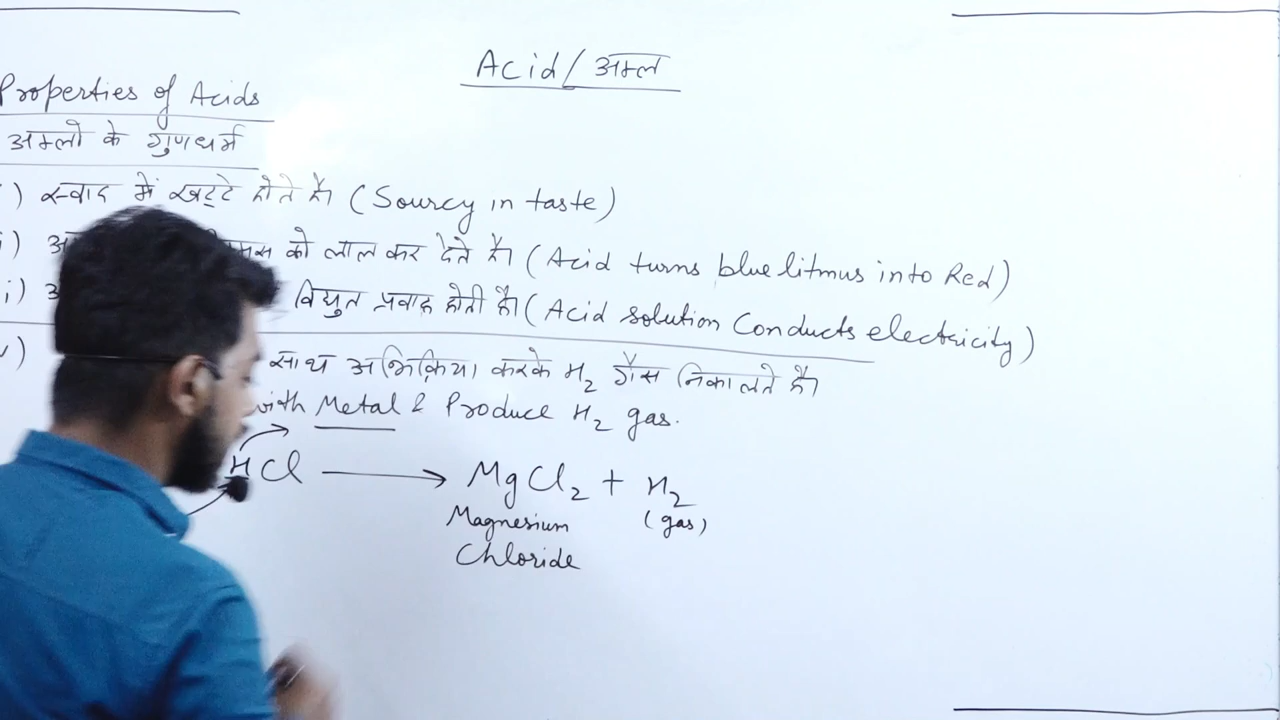 Acid / अम्ल
Properties of Acids
अम्लो के गुणधर्म
) स्वाद में खट्टे होते हैं। (Sourcy in taste)
i) को लाल कर देते हैं। (Acid turns blue litmus into Red)
i) विद्युत प्रवाह होती है। (Acid solution Conducts electricity)
) साथ अभिक्रिया करके H2 गैस निकालते हैं।
with Metal & Produce H2 gas.
HCl ⟶ MgCl2 + H2
Magnesium (gas)
Chloride